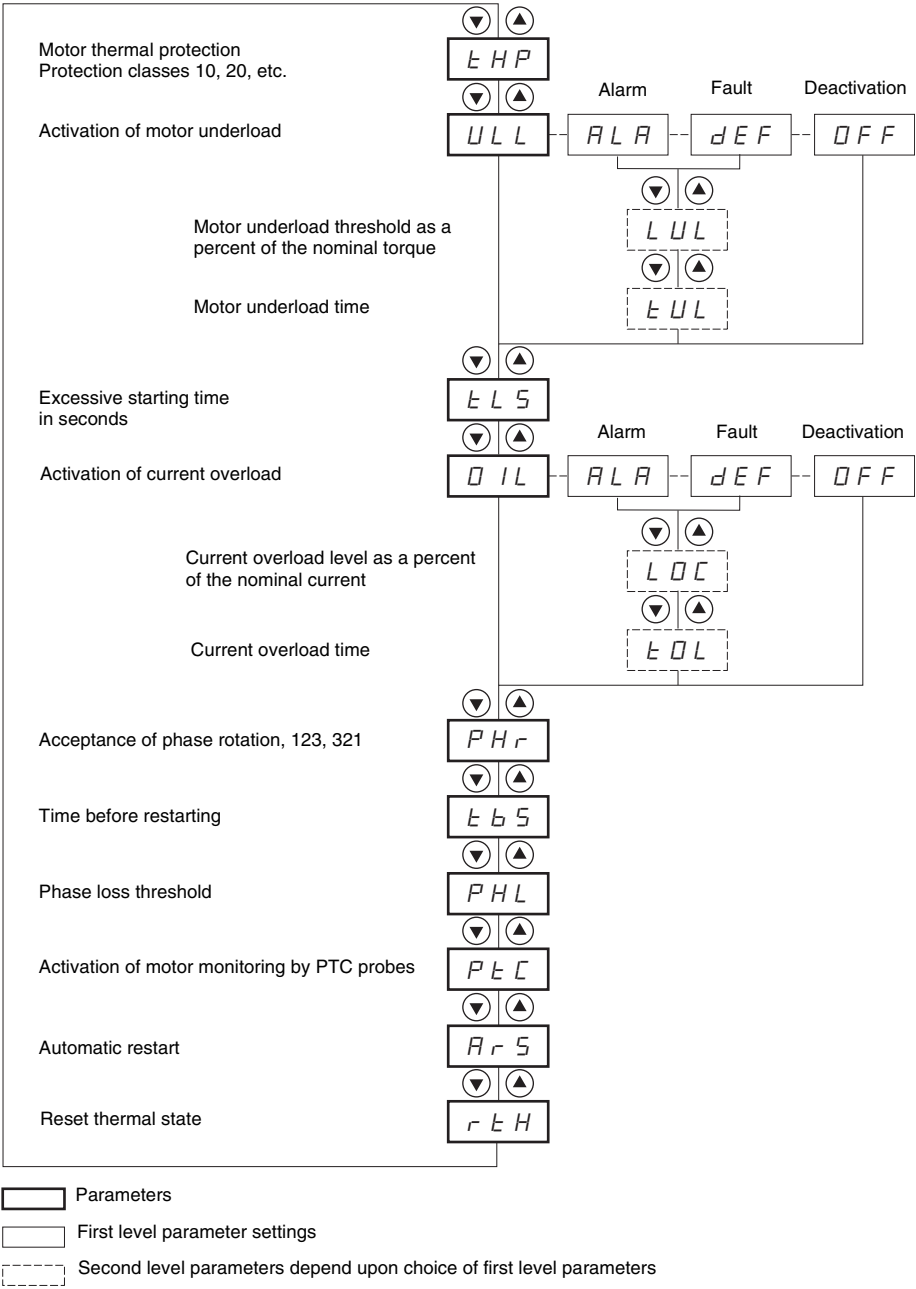 Motor thermal protection
Protection classes 10, 20, etc.
tHP
Alarm Fault Deactivation
Activation of motor underload
ULL ALA dEF OFF
Motor underload threshold as a
percent of the nominal torque
LUL
Motor underload time
tUL
Excessive starting time
in seconds
tLS
Alarm Fault Deactivation
Activation of current overload
OIL ALA dEF OFF
Current overload level as a percent
of the nominal current
LOC
Current overload time
tOL
Acceptance of phase rotation, 123, 321
PHr
Time before restarting
tbS
Phase loss threshold
PHL
Activation of motor monitoring by PTC probes
PtC
Automatic restart
ArS
Reset thermal state
rtH
Parameters
First level parameter settings
Second level parameters depend upon choice of first level parameters